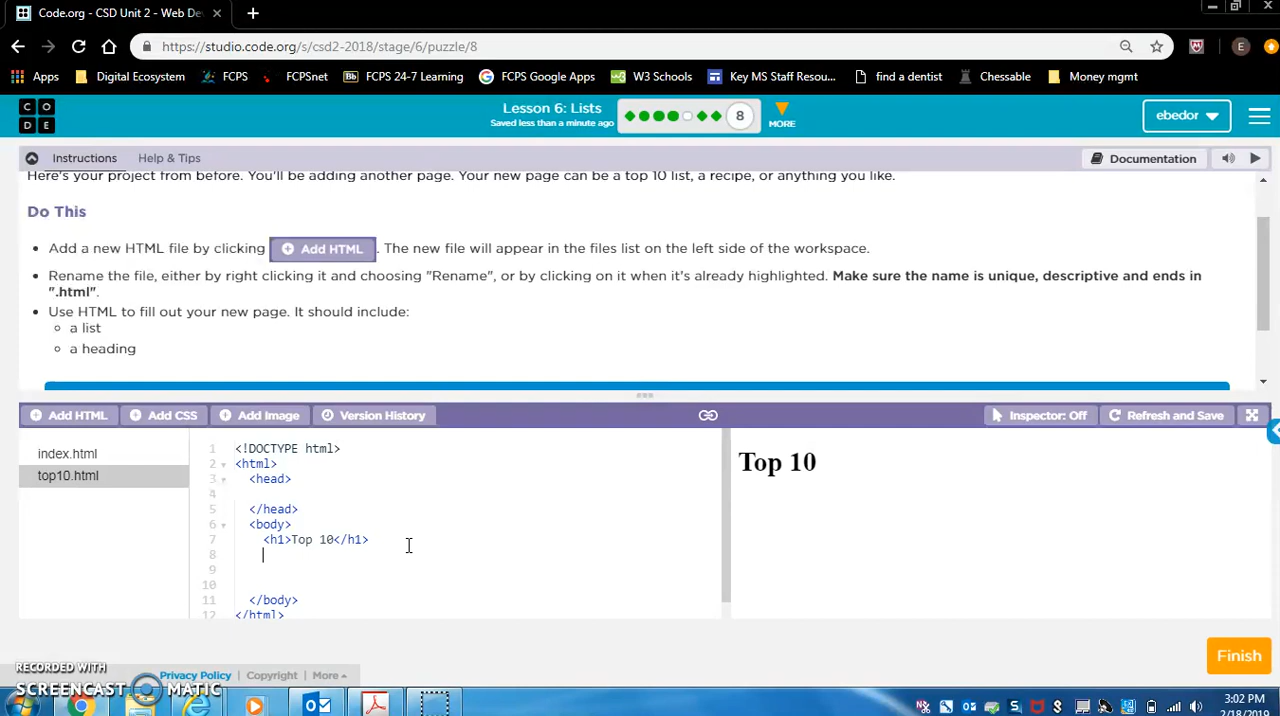 Code.org - CSD Unit 2 - Web De
https://studio.code.org/s/csd2-2018/stage/6/puzzle/8
E
Apps Digital Ecosystem FCPS FCPSnet Bb FCPS 24-7 Learning FCPS Google Apps W3 Schools Key MS Staff Resou... find a dentist Chessable Money mgmt
C O D E
Lesson 6: Lists
Saved less than a minute ago
8
MORE
ebedor
Instructions Help & Tips Documentation
Here's your project from before. You'll be adding another page. Your new page can be a top 10 list, a recipe, or anything you like.
Do This
Add a new HTML file by clicking Add HTML. The new file will appear in the files list on the left side of the workspace.
Rename the file, either by right clicking it and choosing "Rename", or by clicking on it when it's already highlighted. Make sure the name is unique, descriptive and ends in
".html".
Use HTML to fill out your new page. It should include:
a list
a heading
Add HTML Add CSS Add Image Version History Inspector: Off Refresh and Save
index.html
top10.html
1 <!DOCTYPE html>
2 <html>
3 <head>
4
5 </head>
6 <body>
7 <h1>Top 10</h1>
8
9
10
11 </body>
12 </html>
Top 10
Finish
RECORDED WITH
SCREENCAST MATIC
Privacy Policy Copyright More
3:02 PM
2/18/2019